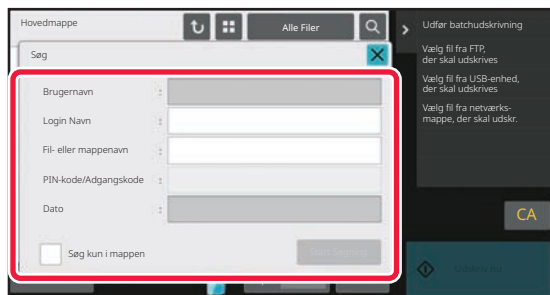 Hovedmappe
Alle Filer
Søg
Brugernavn :
Login Navn :
Fil- eller mappenavn :
PIN-kode/Adgangskode :
Dato :
Søg kun i mappen
Udfør batchudskrivning
Vælg fil fra FTP,
der skal udskrives
Vælg fil fra USB-enhed,
der skal udskrives
Vælg fil fra netværks-
mappe, der skal udskr.
CA